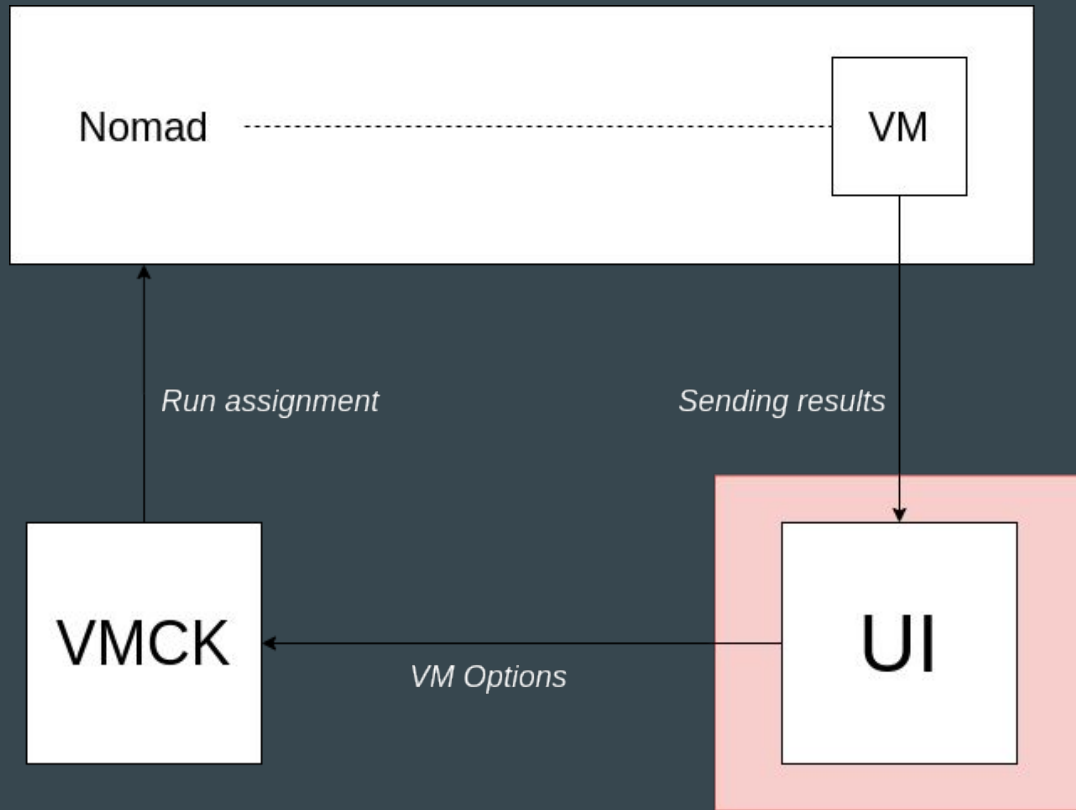 Nomad
VM
Run assignment
Sending results
VMCK
UI
VM Options